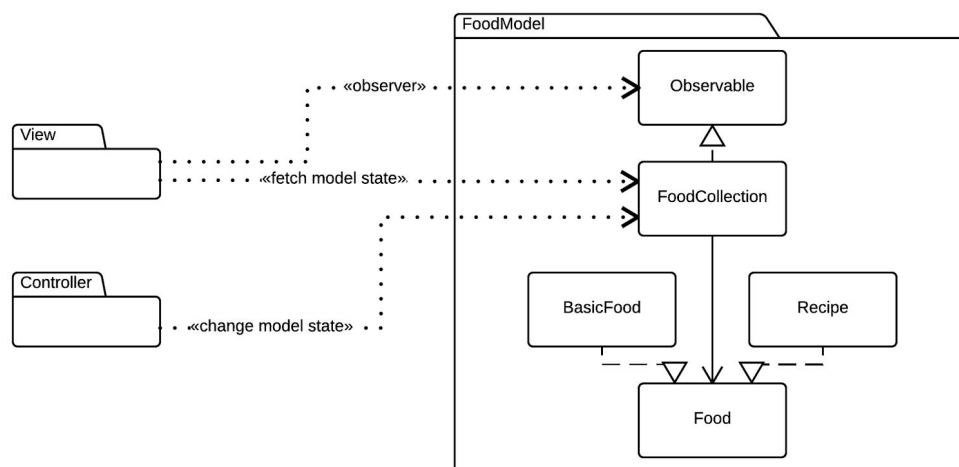 FoodModel
Observable
«observer»
View
«fetch model state»
FoodCollection
Controller
«change model state»
BasicFood
Recipe
Food